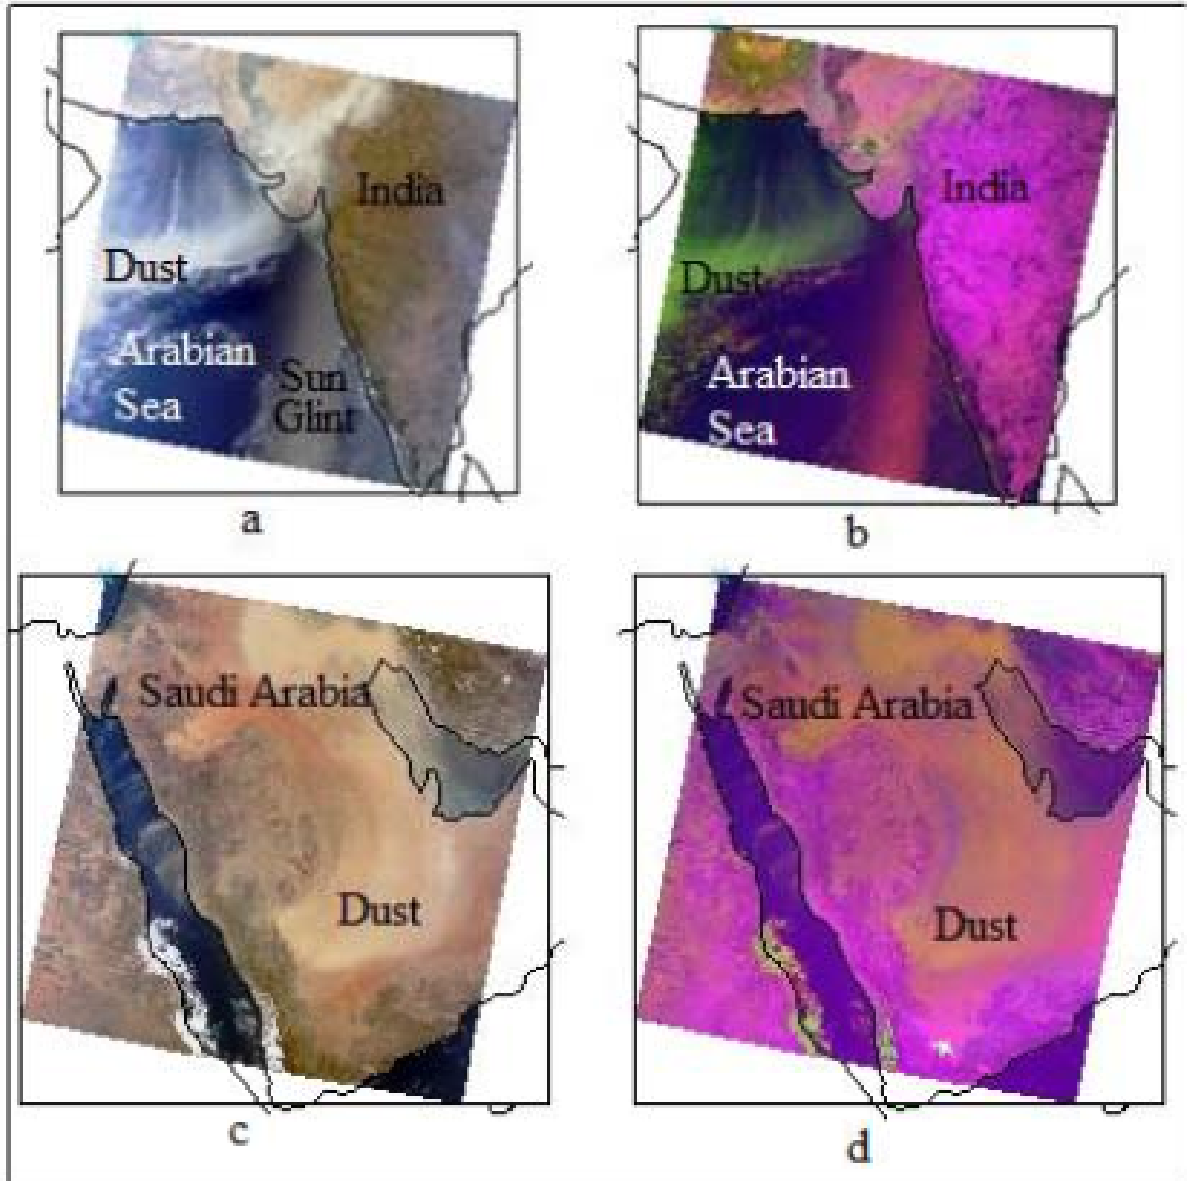 India
Dust
Arabian
Sea
Sun
Glint
a
India
Dust
Arabian
Sea
b
Saudi Arabia
Dust
c
Saudi Arabia
Dust
d